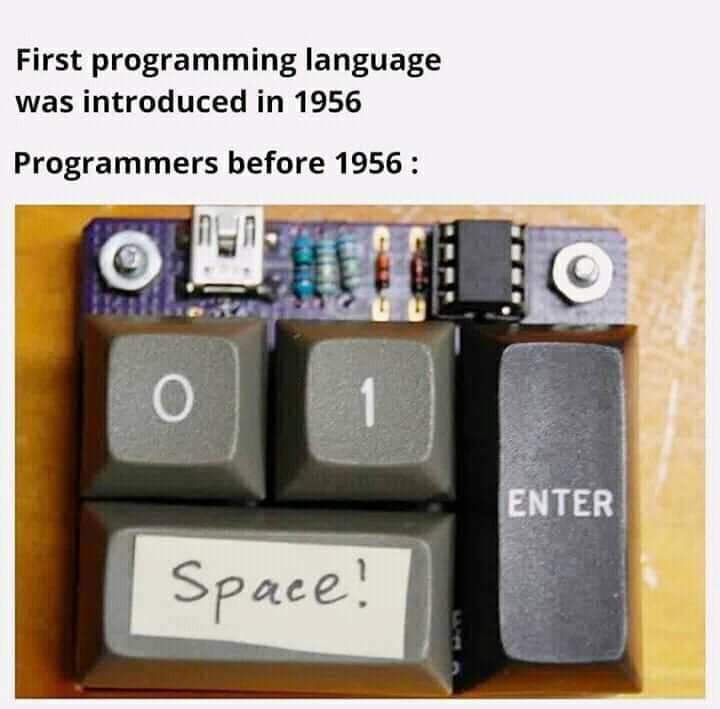 First programming language
was introduced in 1956
Programmers before 1956 :
0 1
ENTER
Space!